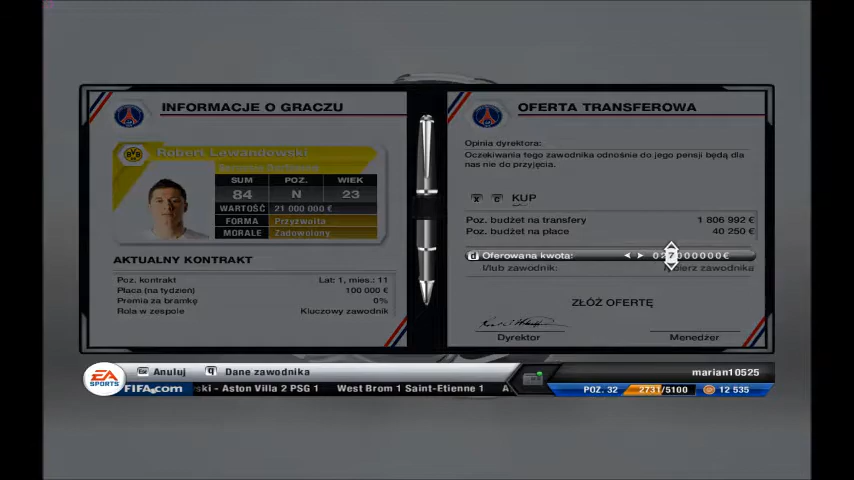 INFORMACJE O GRACZU
Robert Lewandowski
SUM POZ. WIEK
84 N 23
WARTOŚĆ 21 000 000 €
FORMA Przyzwoita
MORALE Zadowolony
AKTUALNY KONTRAKT
Poz. kontrakt Lat: 1, mies.: 11
Płaca (na tydzień) 100 000 €
Premia za bramkę 0%
Rola w zespole Kluczowy zawodnik
OFERTA TRANSFEROWA
Opinia dyrektora:
Oczekiwania tego zawodnika odnośnie do jego pensji będą dla
nas nie do przyjęcia.
KUP
Poz. budżet na transfery 1 806 992 €
Poz. budżet na płace 40 250 €
d Oferowana kwota: 027000000€
I/lub zawodnik:
ZŁÓŻ OFERTĘ
Dyrektor Menedżer
EA SPORTS
Anuluj q Dane zawodnika marian10525
FIFA.com ski - Aston Villa 2 PSG 1 West Brom 1 Saint-Etienne 1 A
POZ. 32 2731/5100 12 535